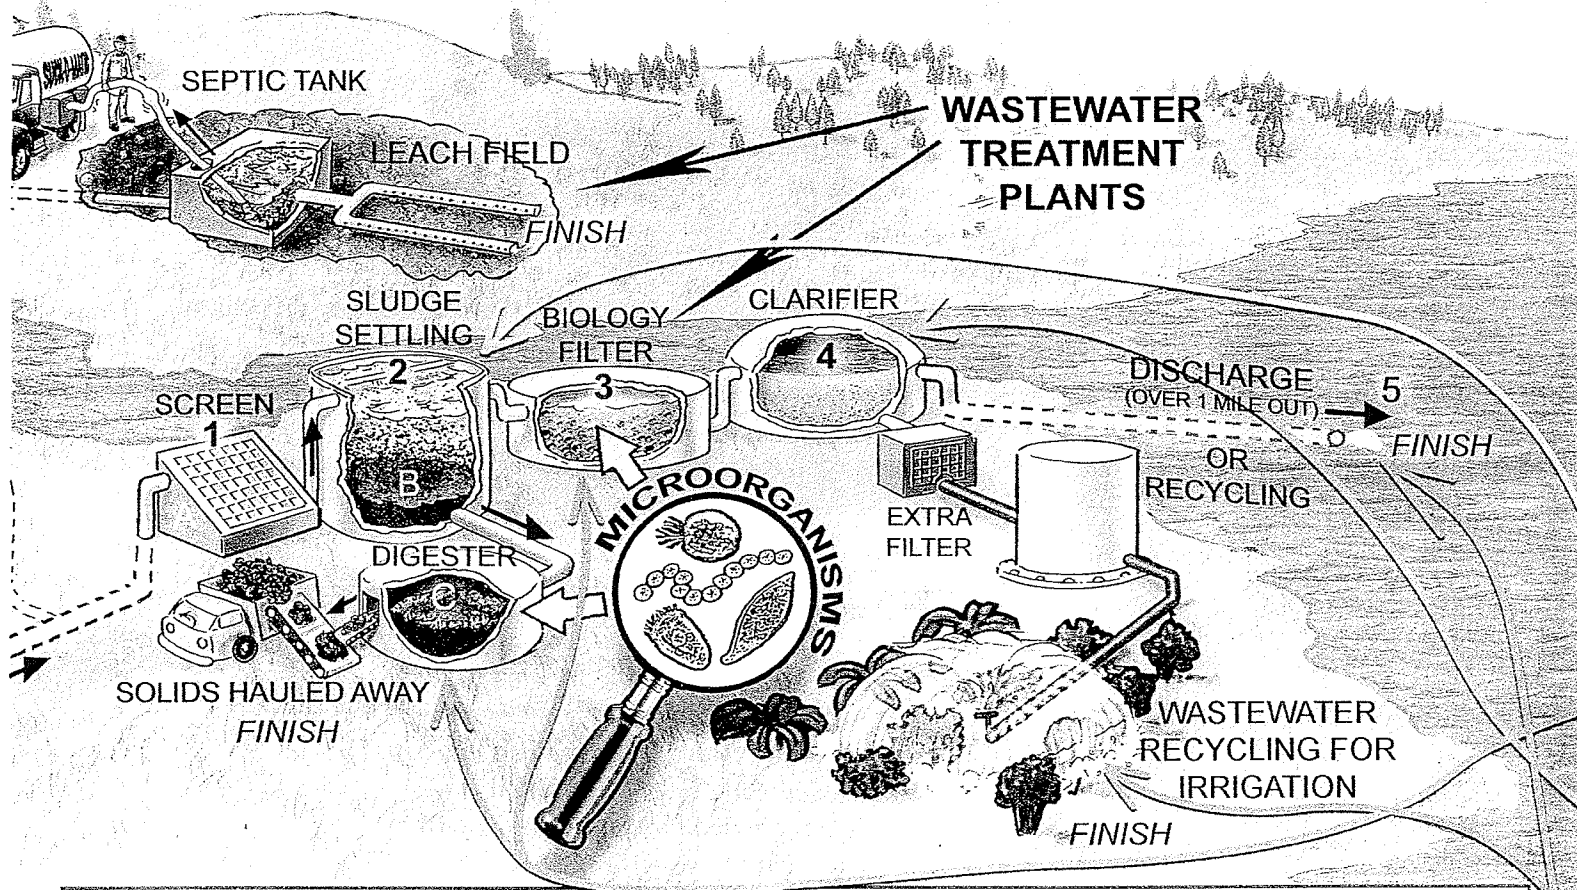 SEPTIC TANK
WASTEWATER
TREATMENT
PLANTS
LEACH FIELD
FINISH
SLUDGE
SETTLING
2
BIOLOGY
FILTER
3
CLARIFIER
4
SCREEN
1
DISCHARGE
(OVER 1 MILE OUT)
5
FINISH
OR
RECYCLING
B
MICROORGANISMS
EXTRA
FILTER
DIGESTER
C
SOLIDS HAULED AWAY
FINISH
WASTEWATER
RECYCLING FOR
IRRIGATION
FINISH